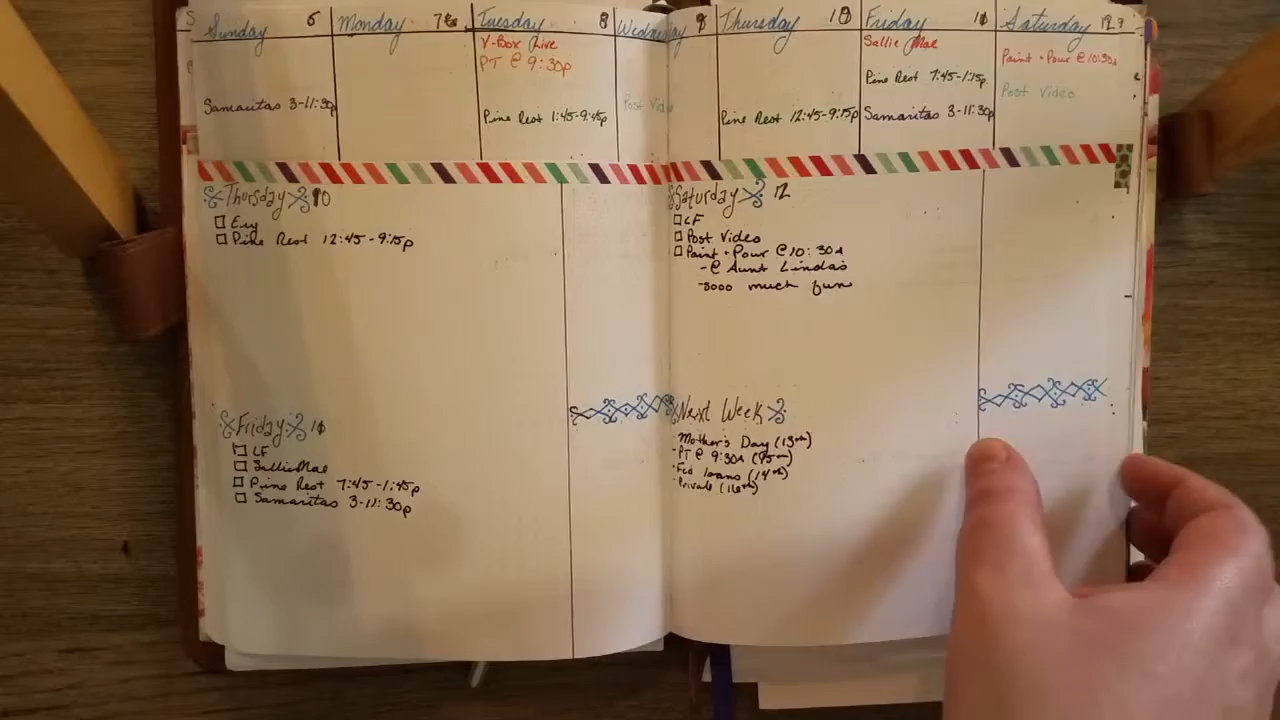 Sunday 6
Monday 7
Tuesday 8
Wednesday 9
Thursday 10
Friday 11
Saturday 12
X-Box Live
PT @ 9:30p
Sallie Mae
Paint + Pour @ 10:30a
Pine Rest 7:45-1:15p
Post Video
Samaritas 3-11:30p
Pine Rest 1:45-9:45p
Post Vid
Pine Rest 12:45-9:15p
Samaritas 3-11:30p
Thursday 10
Pine Rest 12:45-9:15p
Saturday 12
LF
Post Video
Paint + Pour @ 10:30A
- @ Aunt Linda's
- sooo much fun
Friday 11
LF
Sallie Mae
Pine Rest 7:45-1:45p
Samaritas 3-11:30p
Next Week
- Mother's Day (13th)
- PT @ 9:30A (15th)
- Fed loans (14th)
- Private (16th)